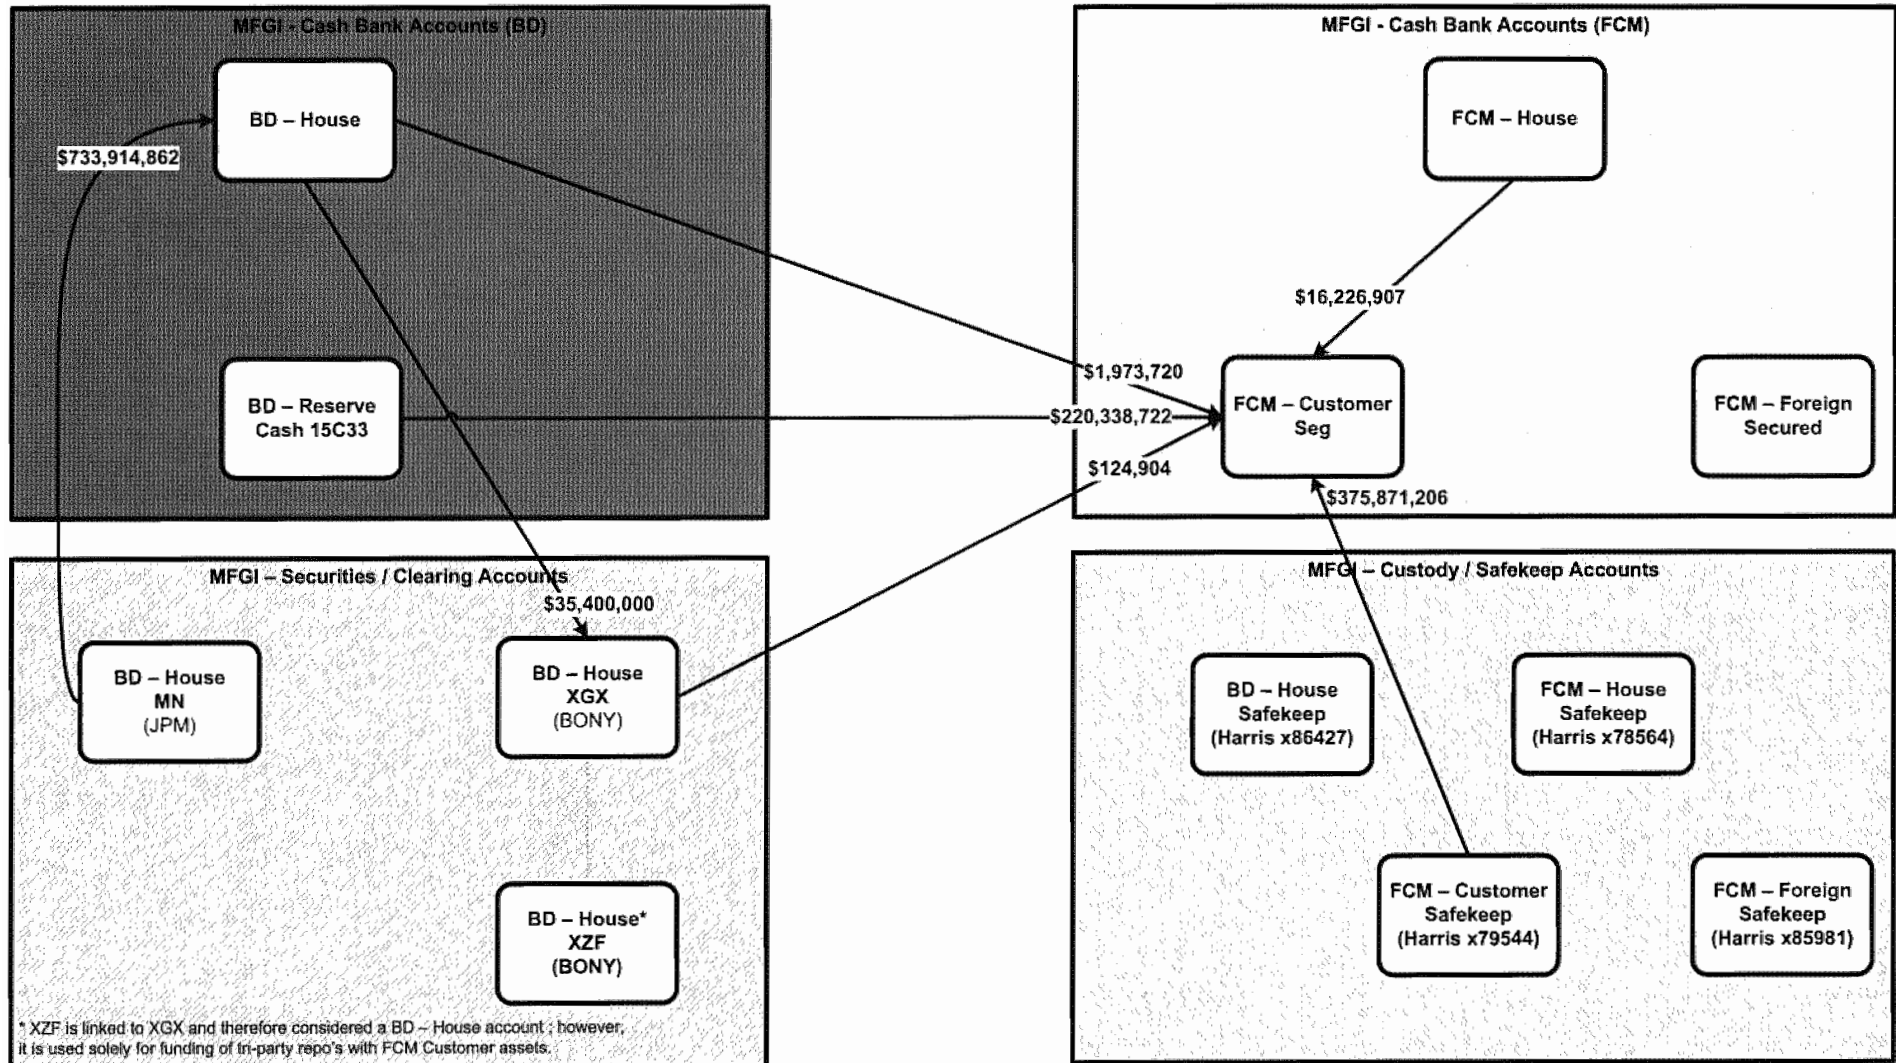 MFGI - Cash Bank Accounts (BD)
BD – House
$733,914,862
BD – Reserve
Cash 15C33
MFGI - Cash Bank Accounts (FCM)
FCM – House
$16,226,907
$1,973,720
$220,338,722
$124,904
FCM – Customer
Seg
FCM – Foreign
Secured
$375,871,206
MFGI – Securities / Clearing Accounts
$35,400,000
BD – House
MN
(JPM)
BD – House
XGX
(BONY)
BD – House*
XZF
(BONY)
* XZF is linked to XGX and therefore considered a BD – House account ; however,
it is used solely for funding of tri-party repo's with FCM Customer assets.
MFGI – Custody / Safekeep Accounts
BD – House
Safekeep
(Harris x86427)
FCM – House
Safekeep
(Harris x78564)
FCM – Customer
Safekeep
(Harris x79544)
FCM – Foreign
Safekeep
(Harris x85981)